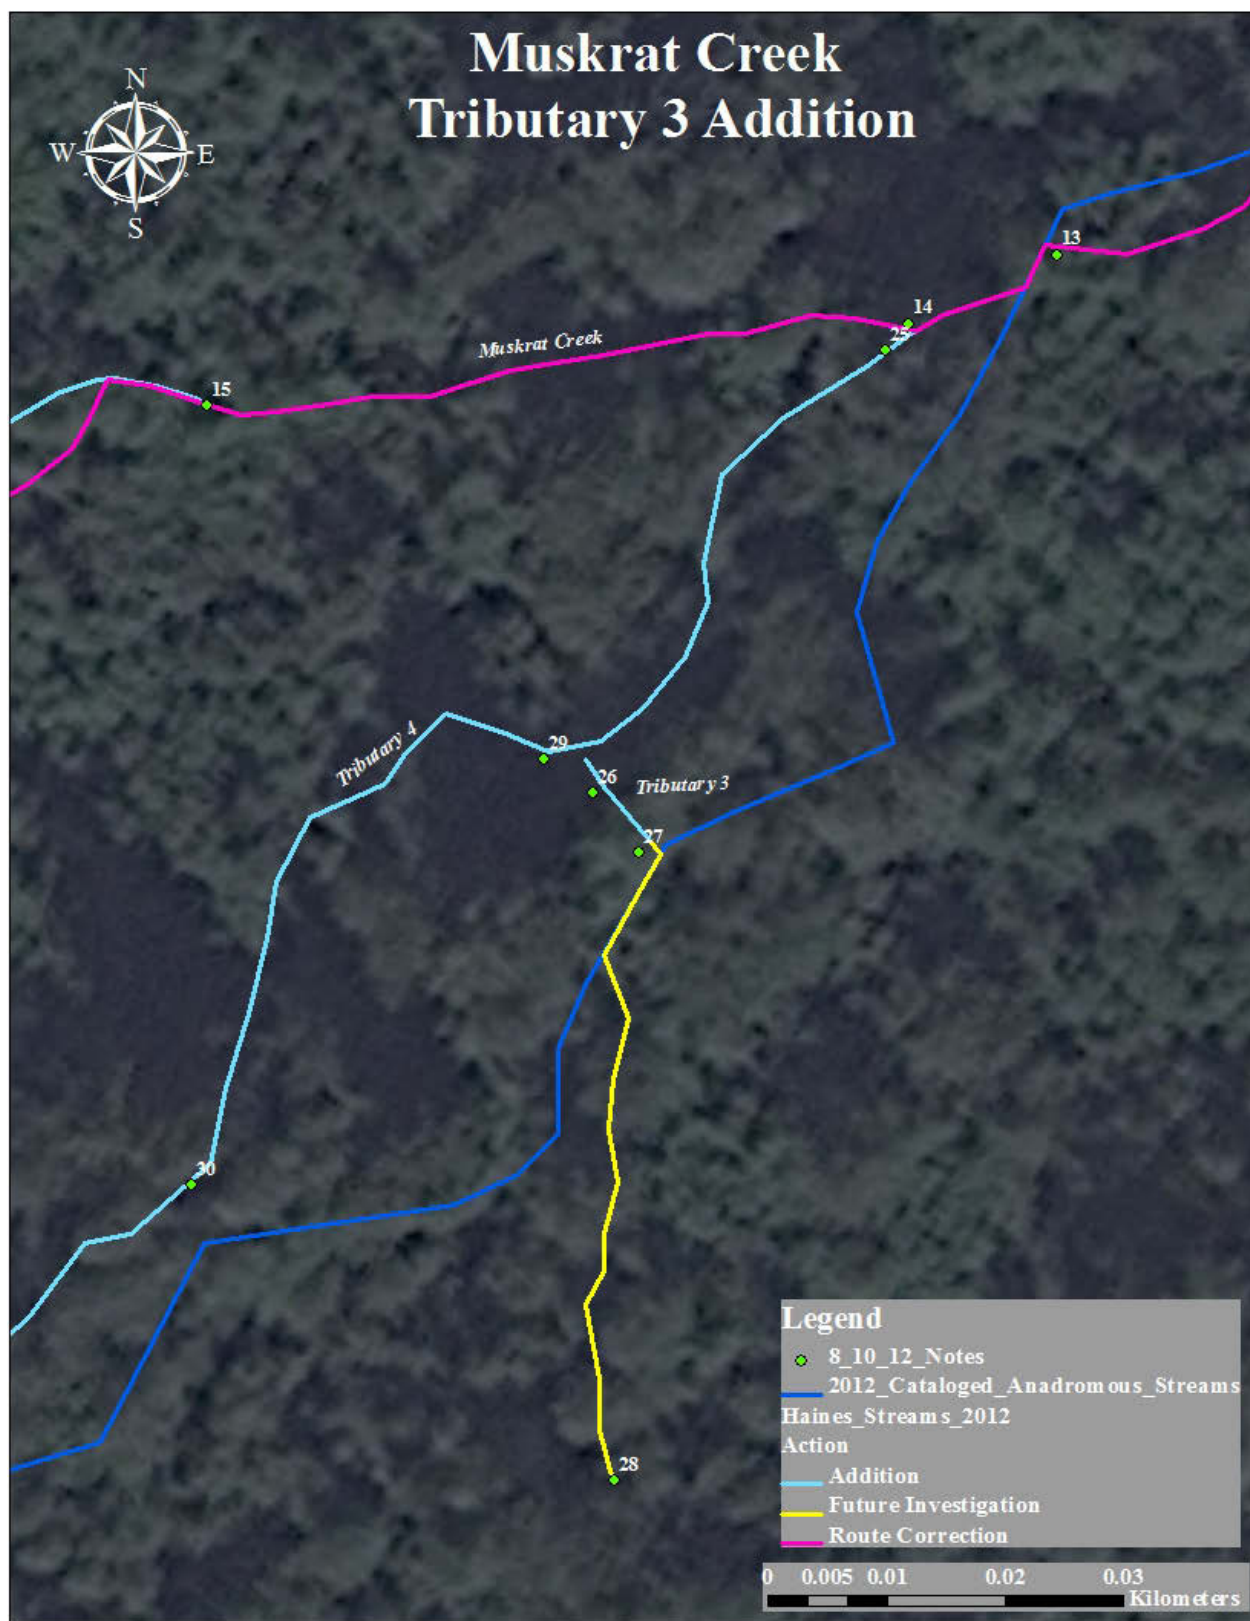 Muskrat Creek
Tributary 3 Addition
N
W
E
S
13
14
25
Muskrat Creek
15
Tributary 4
29
26
Tributary 3
27
30
28
Legend
8_10_12_Notes
2012_Cataloged_Anadromous_Streams
Haines_Streams_2012
Action
Addition
Future Investigation
Route Correction
0 0.005 0.01 0.02 0.03
Kilometers